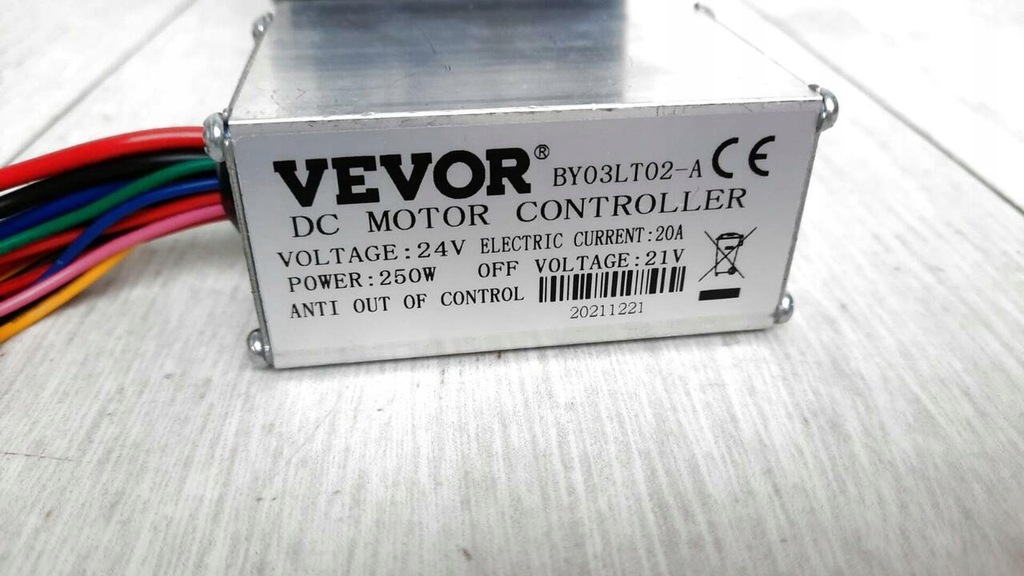 VEVOR® BY03LT02-A CE
DC MOTOR CONTROLLER
VOLTAGE:24V ELECTRIC CURRENT:20A
POWER:250W OFF VOLTAGE:21V
ANTI OUT OF CONTROL
20211221